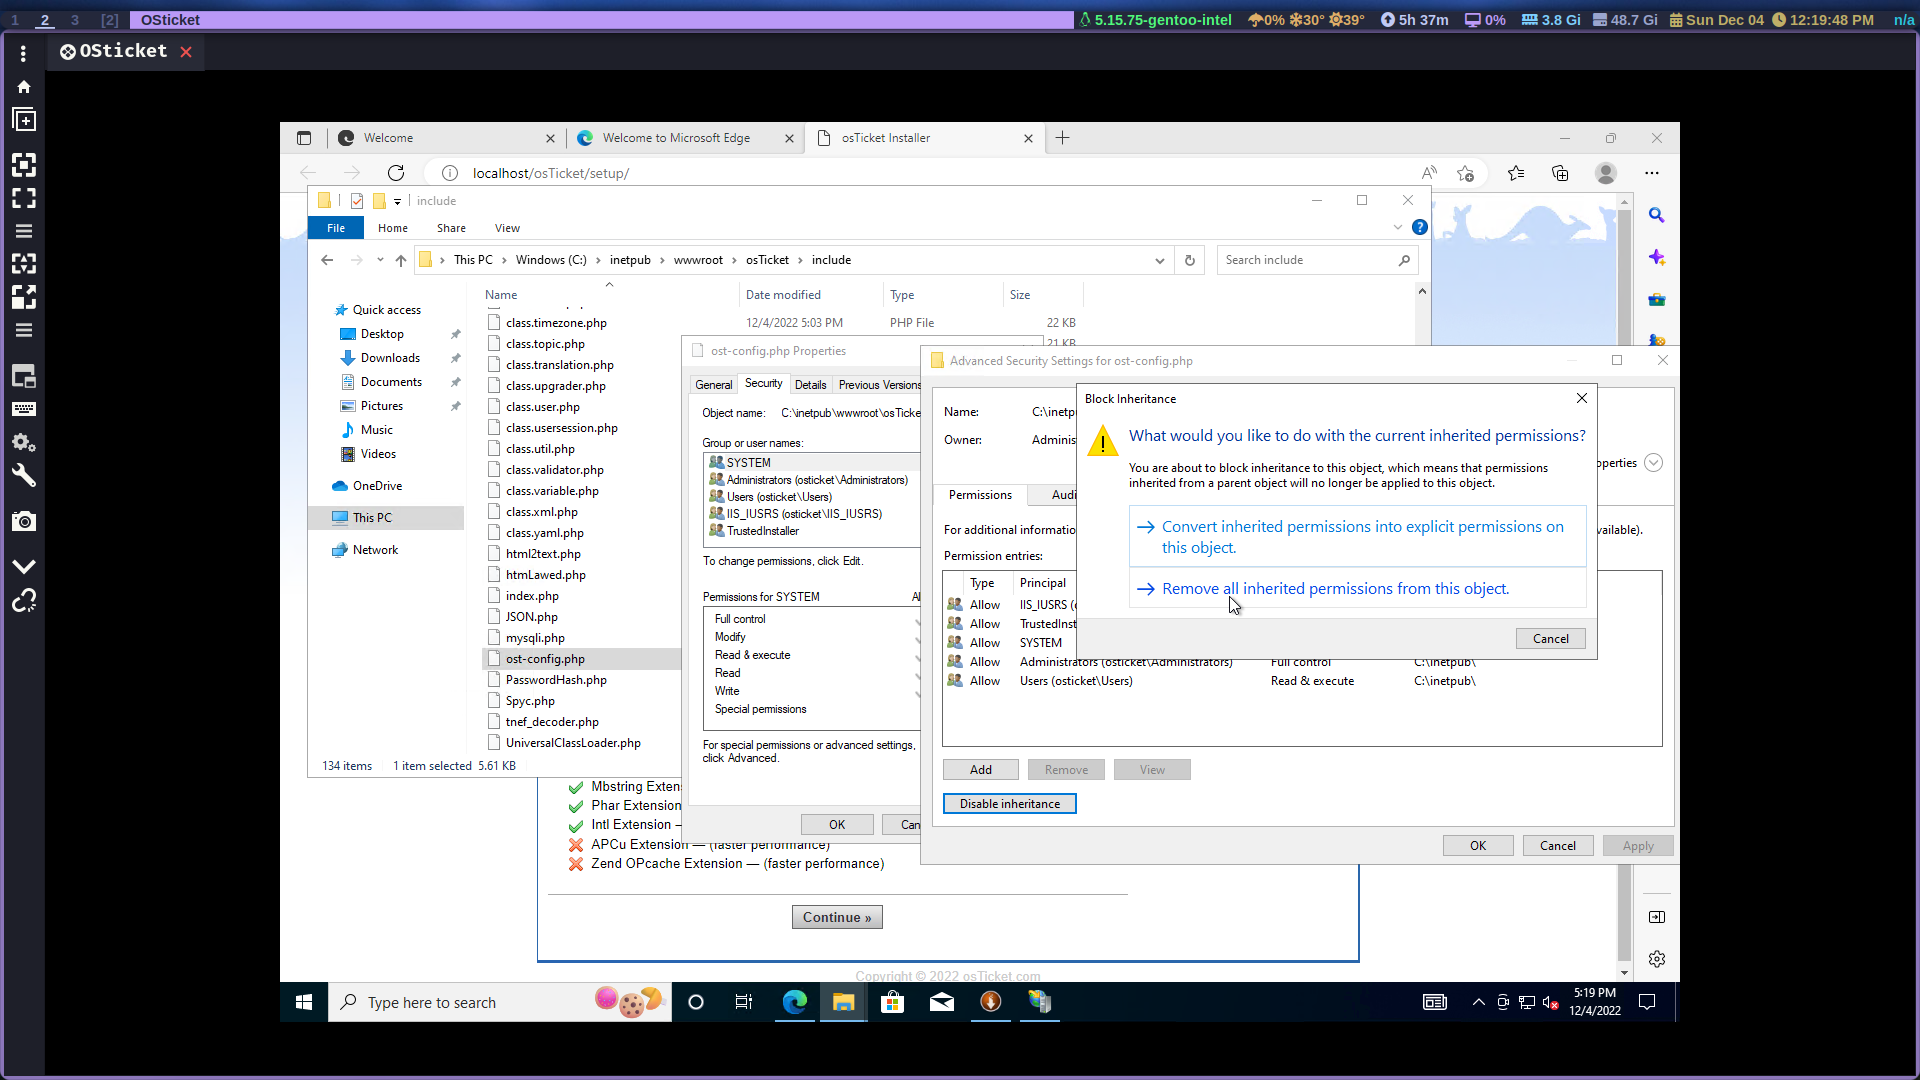 1 2 3 [2] OSticket
5.15.75-gentoo-intel 0% 30° 39° 5h 37m 0% 3.8 Gi 48.7 Gi Sun Dec 04 12:19:48 PM n/a
OSticket
Welcome
Welcome to Microsoft Edge
osTicket Installer
localhost/osTicket/setup/
include
File
Home
Share
View
This PC > Windows (C:) > inetpub > wwwroot > osTicket > include
Search include
Quick access
Desktop
Downloads
Documents
Pictures
Music
Videos
OneDrive
This PC
Network
Name
Date modified
Type
Size
class.timezone.php 12/4/2022 5:03 PM PHP File 22 KB
class.topic.php 21 KB
class.translation.php
class.upgrader.php
class.user.php
class.usersession.php
class.util.php
class.validator.php
class.variable.php
class.xml.php
class.yaml.php
html2text.php
htmLawed.php
index.php
JSON.php
mysqli.php
ost-config.php
PasswordHash.php
Spyc.php
tnef_decoder.php
UniversalClassLoader.php
134 items 1 item selected 5.61 KB
ost-config.php Properties
General Security Details Previous Versions
Object name: C:\inetpub\wwwroot\osTicke
Group or user names:
SYSTEM
Administrators (osticket\Administrators)
Users (osticket\Users)
IIS_IUSRS (osticket\IIS_IUSRS)
TrustedInstaller
To change permissions, click Edit.
Permissions for SYSTEM Al
Full control
Modify
Read & execute
Read
Write
Special permissions
For special permissions or advanced settings,
click Advanced.
OK Can
Advanced Security Settings for ost-config.php
Name: C:\inetp
Owner: Adminis
operties
Permissions Audi
For additional informatio vailable).
Permission entries:
Type Principal
Allow IIS_IUSRS (
Allow TrustedInst
Allow SYSTEM
Allow Administrators (osticket\Administrators) Full control C:\inetpub\
Allow Users (osticket\Users) Read & execute C:\inetpub\
Add Remove View
Disable inheritance
OK Cancel Apply
Block Inheritance
What would you like to do with the current inherited permissions?
You are about to block inheritance to this object, which means that permissions
inherited from a parent object will no longer be applied to this object.
Convert inherited permissions into explicit permissions on
this object.
Remove all inherited permissions from this object.
Cancel
Mbstring Exten
Phar Extension
Intl Extension —
APCu Extension — (faster performance)
Zend OPcache Extension — (faster performance)
Continue »
Copyright © 2022 osTicket.com
Type here to search
5:19 PM
12/4/2022